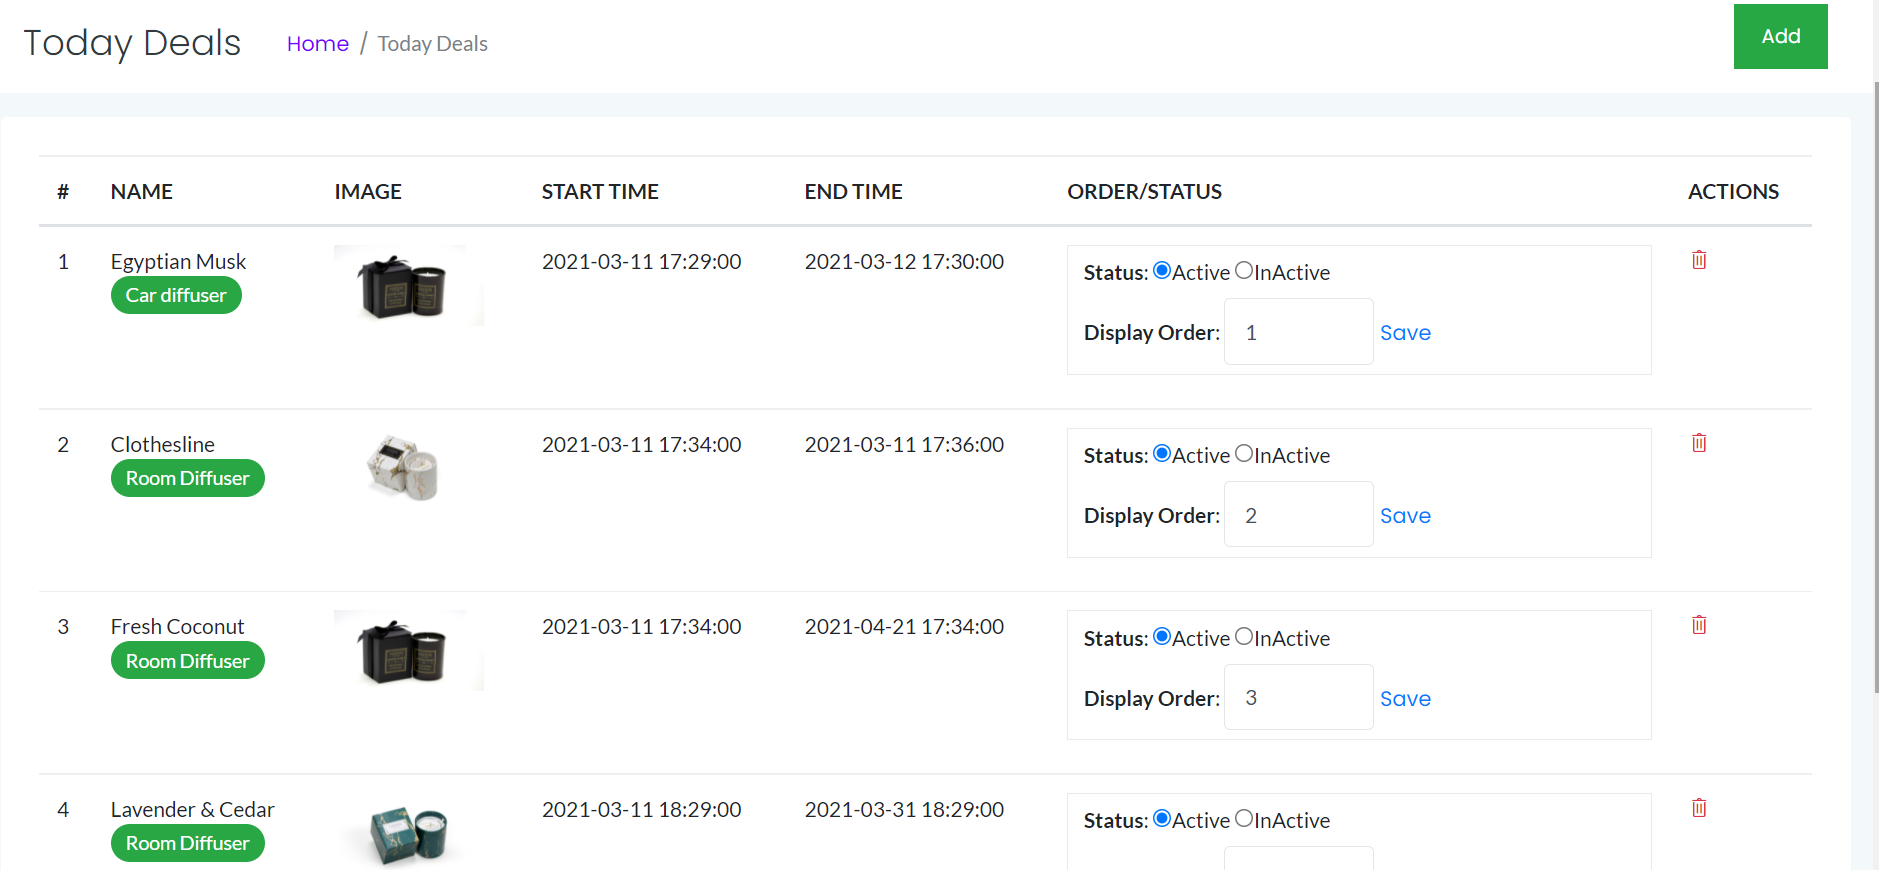 Today Deals Home / Today Deals Add
# NAME IMAGE START TIME END TIME ORDER/STATUS ACTIONS
1 Egyptian Musk 2021-03-11 17:29:00 2021-03-12 17:30:00
Car diffuser
Status: Active InActive
Display Order: 1 Save
2 Clothesline 2021-03-11 17:34:00 2021-03-11 17:36:00
Room Diffuser
Status: Active InActive
Display Order: 2 Save
3 Fresh Coconut 2021-03-11 17:34:00 2021-04-21 17:34:00
Room Diffuser
Status: Active InActive
Display Order: 3 Save
4 Lavender & Cedar 2021-03-11 18:29:00 2021-03-31 18:29:00
Room Diffuser
Status: Active InActive